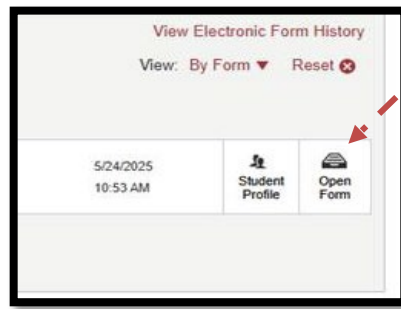 View Electronic Form History
View: By Form ▼ Reset
5/24/2025
10:53 AM
Student
Profile
Open
Form